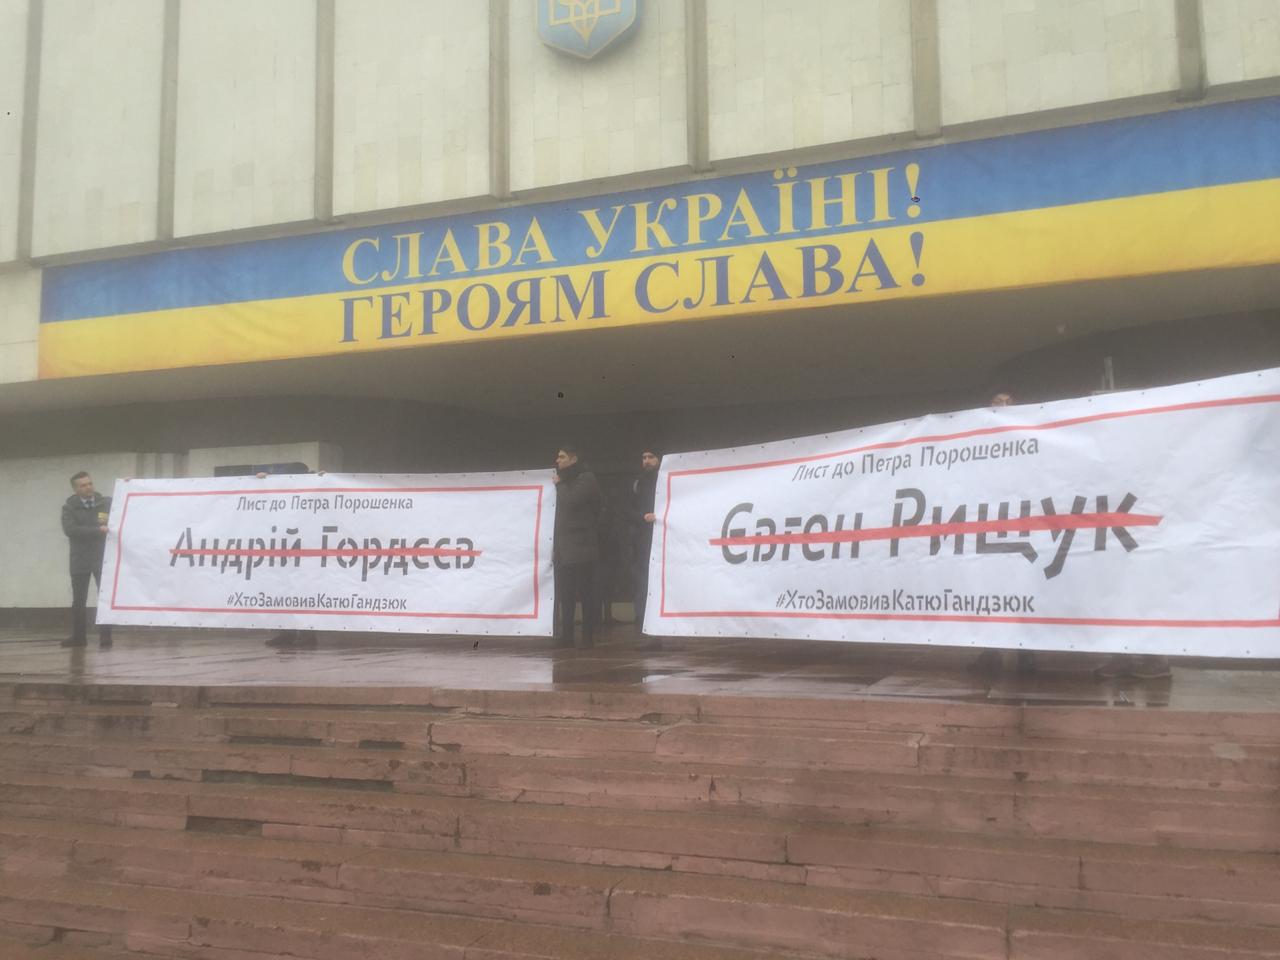 СЛАВА УКРАЇНІ!
ГЕРОЯМ СЛАВА!
Лист до Петра Порошенка
Андрій Гордєєв
#ХтоЗамовивКатюГандзюк
Лист до Петра Порошенка
Євген Рищук
#ХтоЗамовивКатюГандзюк